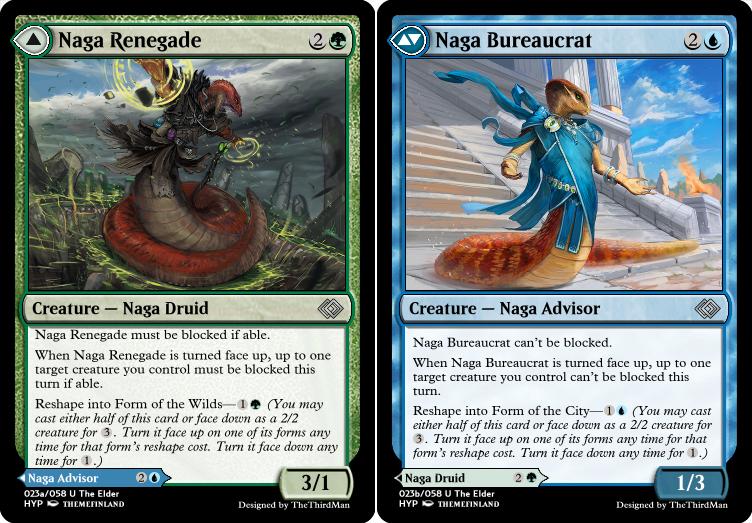 Naga Renegade 2
Creature — Naga Druid
Naga Renegade must be blocked if able.
When Naga Renegade is turned face up, up to one
target creature you control must be blocked this
turn if able.
Reshape into Form of the Wilds—1 (You may
cast either half of this card or face down as a 2/2
creature for 3. Turn it face up on one of its forms any
time for that form's reshape cost. Turn it face down any
time for 1.)
Naga Advisor 2
3/1
023a/058 U The Elder
HYP THEMEFINLAND
Designed by TheThirdMan
Naga Bureaucrat 2
Creature — Naga Advisor
Naga Bureaucrat can't be blocked.
When Naga Bureaucrat is turned face up, up to one
target creature you control can't be blocked this
turn.
Reshape into Form of the City—1 (You may
cast either half of this card or face down as a 2/2 creature for
3. Turn it face up on one of its forms any time for that
form's reshape cost. Turn it face down any time for 1.)
Naga Druid 2
1/3
023b/058 U The Elder
HYP THEMEFINLAND
Designed by TheThirdMan